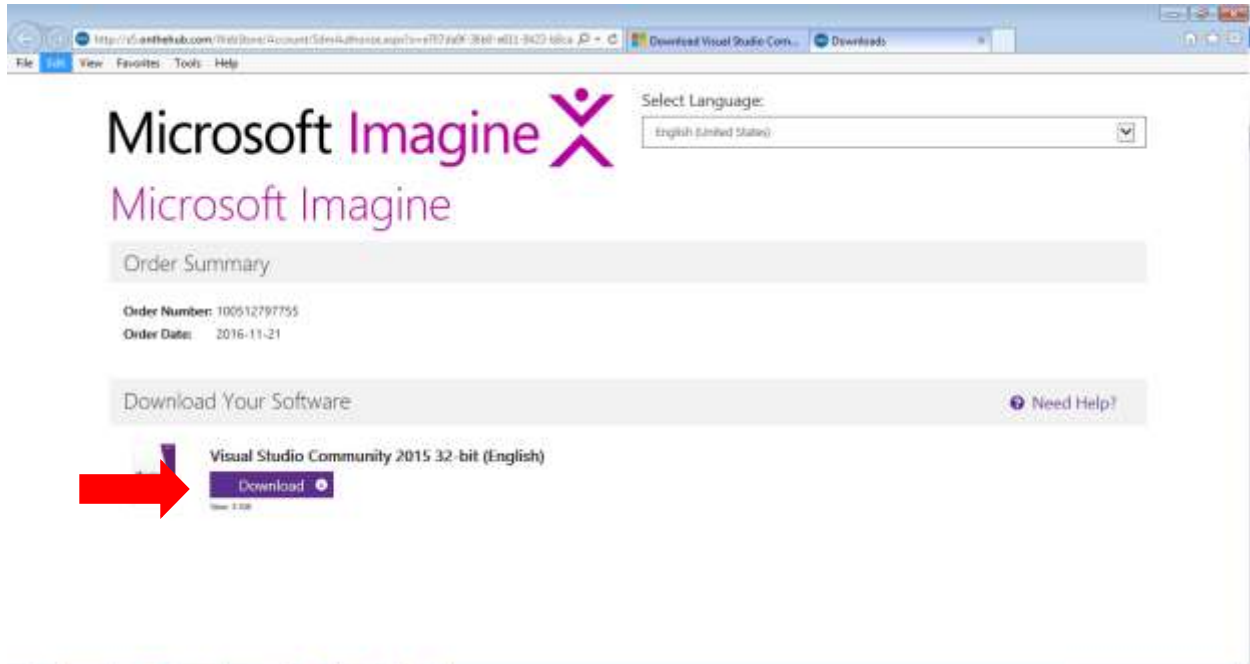 Download Visual Studio Com...
Downloads
File Edit View Favorites Tools Help
Microsoft Imagine
Select Language:
English (United States)
Microsoft Imagine
Order Summary
Order Number: 100512797755
Order Date: 2016-11-21
Download Your Software
Need Help?
Visual Studio Community 2015 32-bit (English)
Download